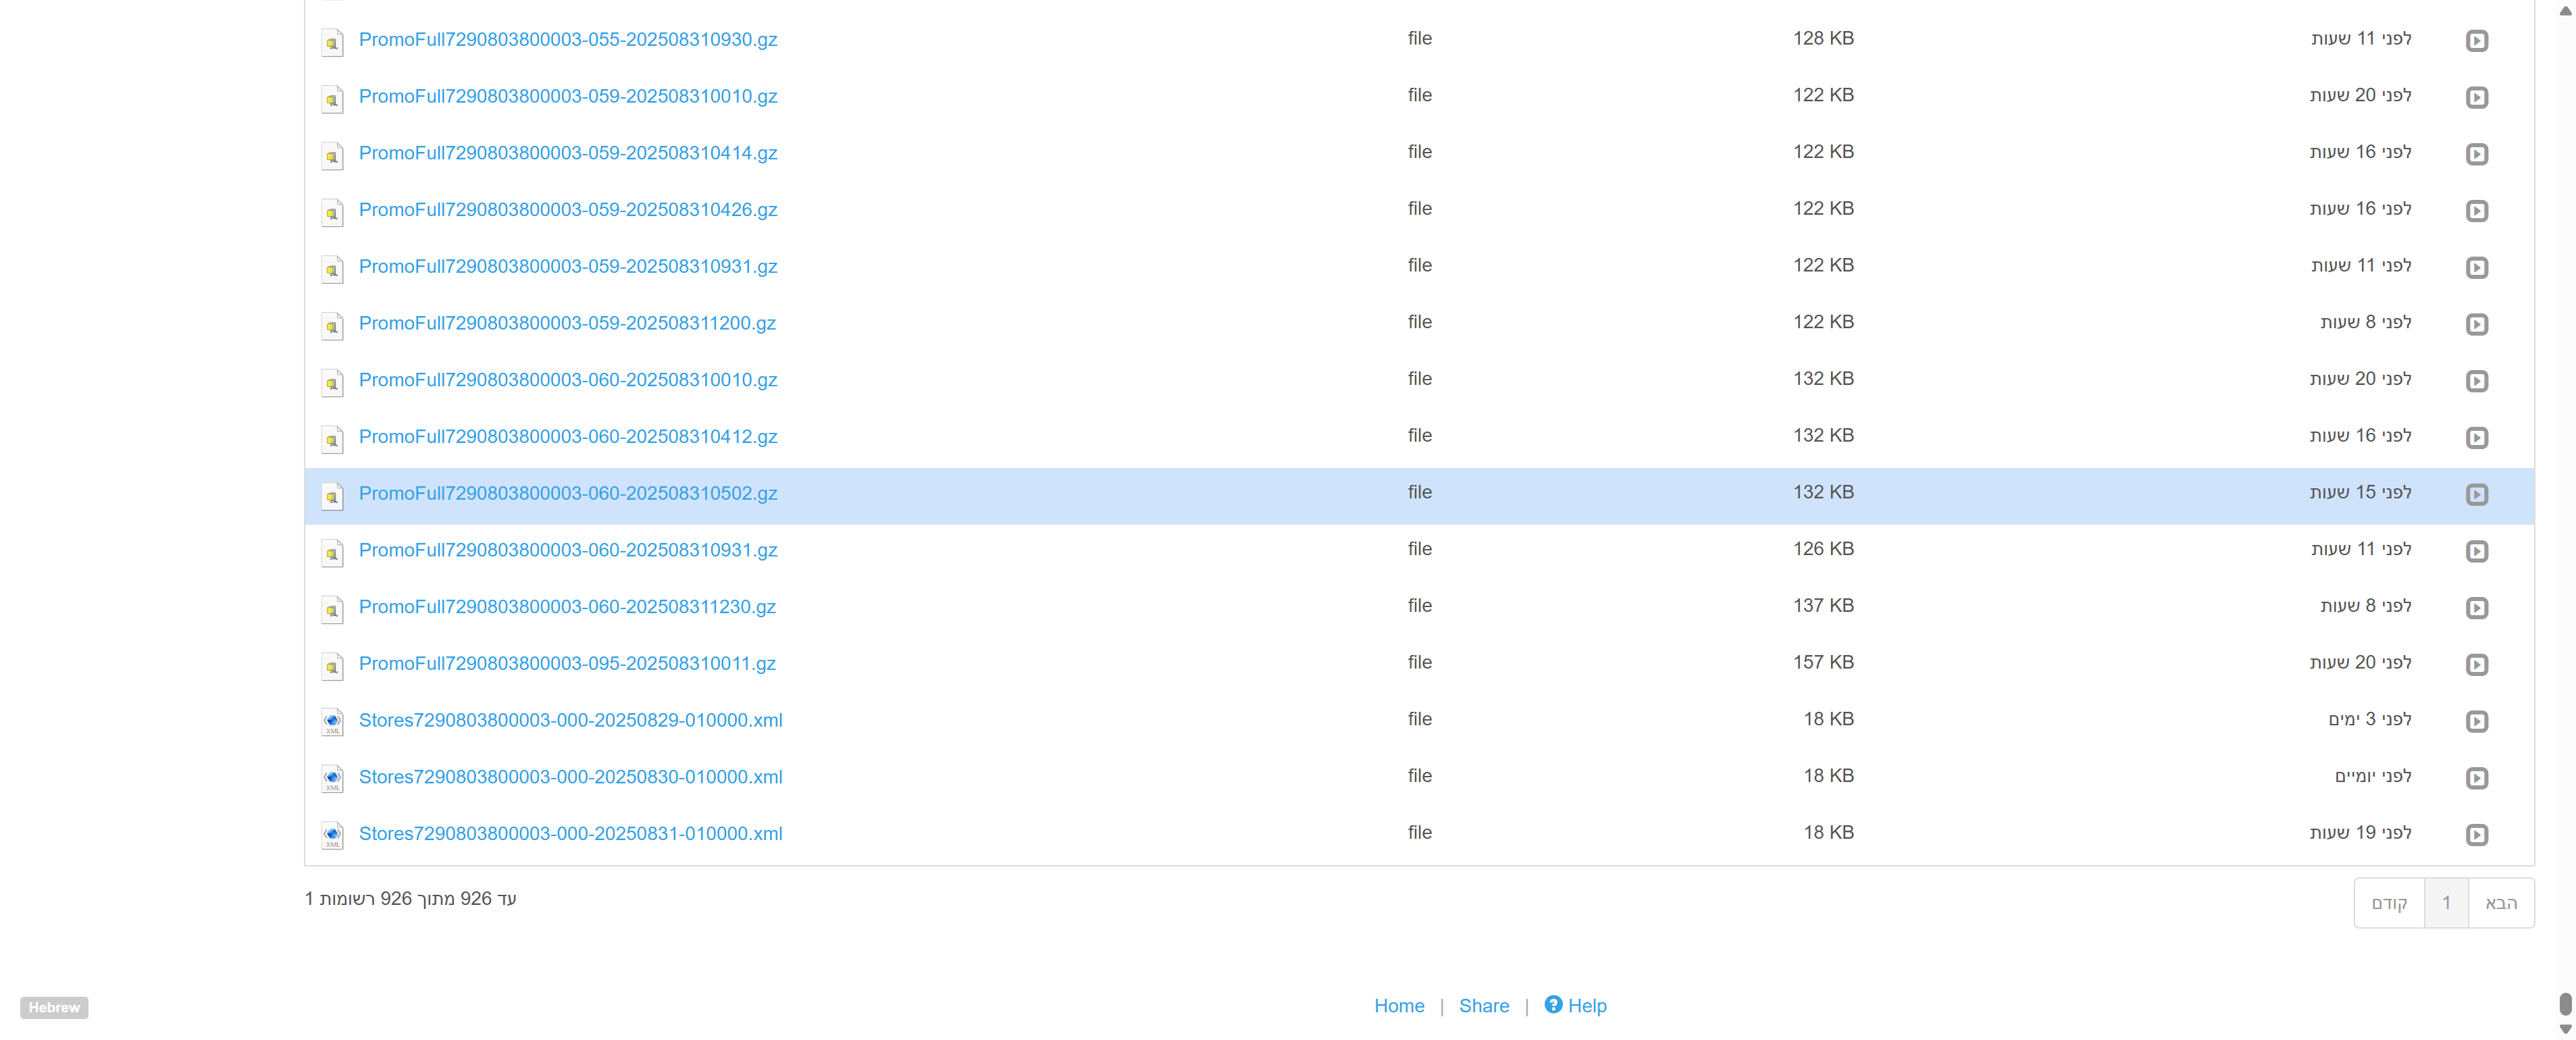 PromoFull7290803800003-055-202508310930.gz file 128 KB לפני 11 שעות
PromoFull7290803800003-059-202508310010.gz file 122 KB לפני 20 שעות
PromoFull7290803800003-059-202508310414.gz file 122 KB לפני 16 שעות
PromoFull7290803800003-059-202508310426.gz file 122 KB לפני 16 שעות
PromoFull7290803800003-059-202508310931.gz file 122 KB לפני 11 שעות
PromoFull7290803800003-059-202508311200.gz file 122 KB לפני 8 שעות
PromoFull7290803800003-060-202508310010.gz file 132 KB לפני 20 שעות
PromoFull7290803800003-060-202508310412.gz file 132 KB לפני 16 שעות
PromoFull7290803800003-060-202508310502.gz file 132 KB לפני 15 שעות
PromoFull7290803800003-060-202508310931.gz file 126 KB לפני 11 שעות
PromoFull7290803800003-060-202508311230.gz file 137 KB לפני 8 שעות
PromoFull7290803800003-095-202508310011.gz file 157 KB לפני 20 שעות
XML Stores7290803800003-000-20250829-010000.xml file 18 KB לפני 3 ימים
XML Stores7290803800003-000-20250830-010000.xml file 18 KB לפני יומיים
XML Stores7290803800003-000-20250831-010000.xml file 18 KB לפני 19 שעות
1 עד 926 מתוך 926 רשומות
קודם 1 הבא
Home | Share | ? Help
Hebrew